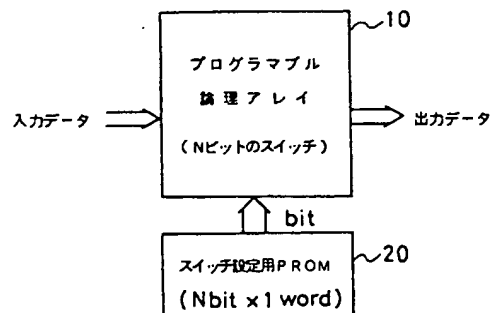 10
プログラマブル
論理アレイ
(Nビットのスイッチ)
入力データ
出力データ
bit
20
スイッチ設定用PROM
(Nbit x 1 word)